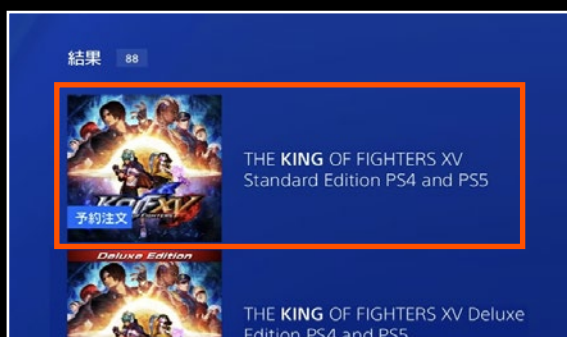 結果 88
THE KING OF FIGHTERS XV
Standard Edition PS4 and PS5
KOFXV
予約注文
Deluxe Edition
THE KING OF FIGHTERS XV Deluxe
Edition PS4 and PS5